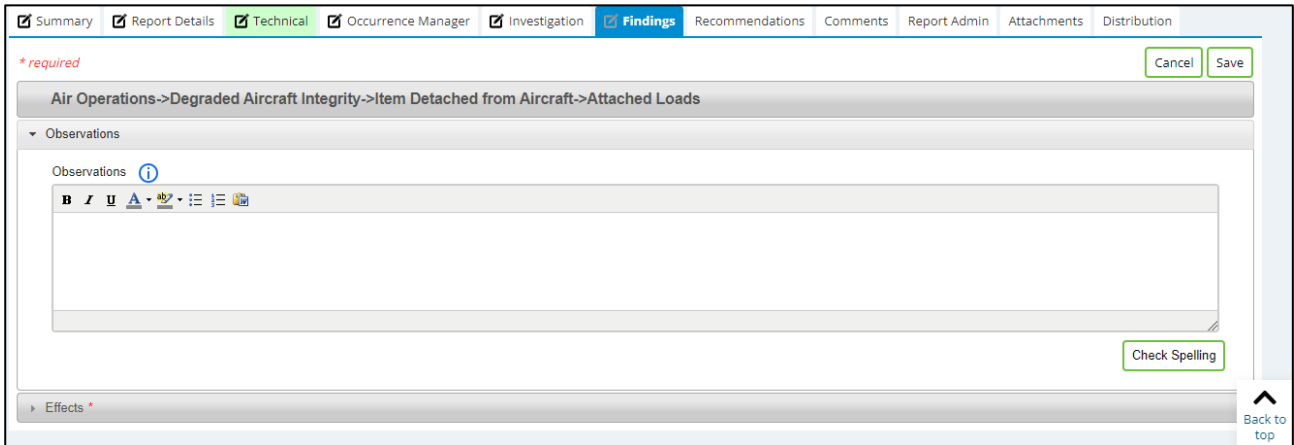 Summary Report Details Technical Occurrence Manager Investigation Findings Recommendations Comments Report Admin Attachments Distribution
* required
Cancel Save
Air Operations->Degraded Aircraft Integrity->Item Detached from Aircraft->Attached Loads
Observations
Observations
B I U A ab
Check Spelling
Effects *
Back to
top